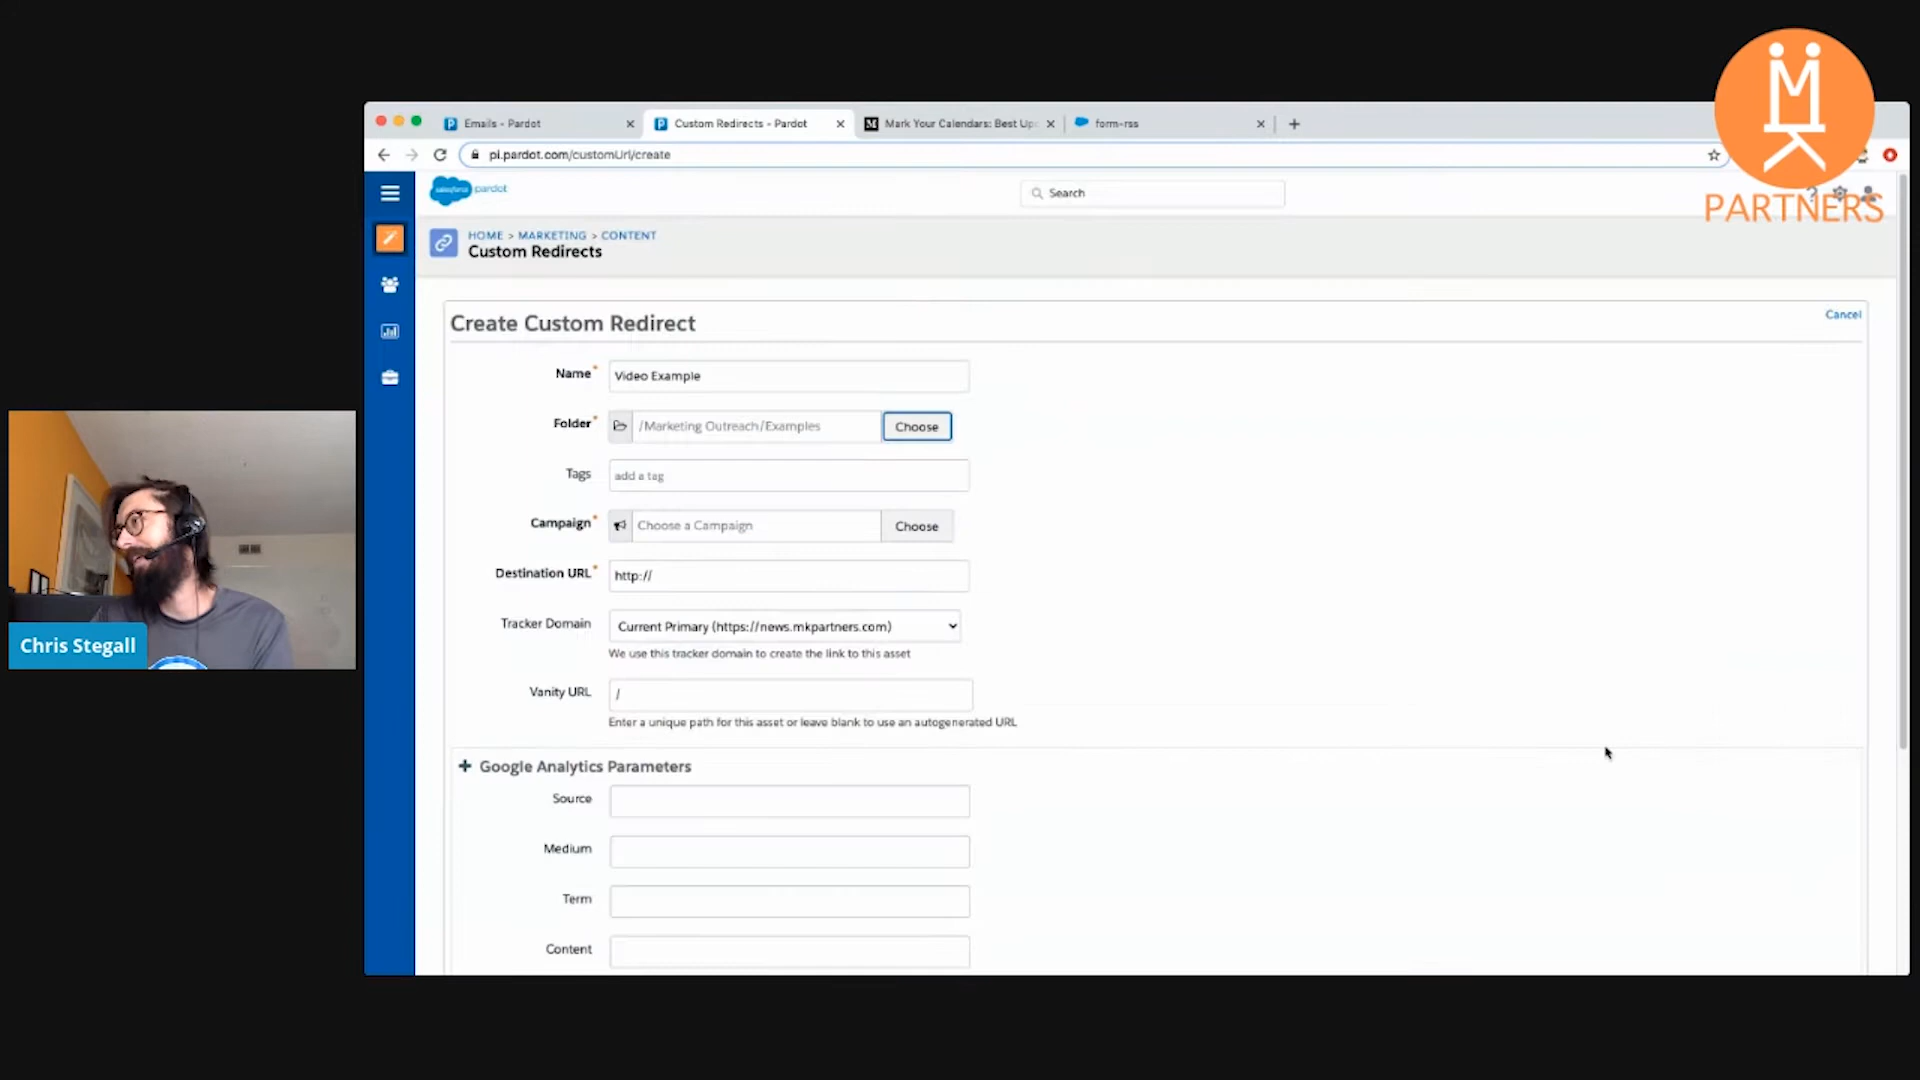 MK
PARTNERS
Emails - Pardot
Custom Redirects - Pardot
Mark Your Calendars: Best Up
form-rss
pi.pardot.com/customUrl/create
salesforce pardot
Search
HOME > MARKETING > CONTENT
Custom Redirects
Create Custom Redirect
Cancel
Name*
Video Example
Folder*
/Marketing Outreach/Examples
Choose
Tags
add a tag
Campaign*
Choose a Campaign
Choose
Destination URL*
http://
Tracker Domain
Current Primary (https://news.mkpartners.com)
We use this tracker domain to create the link to this asset
Vanity URL
/
Enter a unique path for this asset or leave blank to use an autogenerated URL
+ Google Analytics Parameters
Source
Medium
Term
Content
Chris Stegall